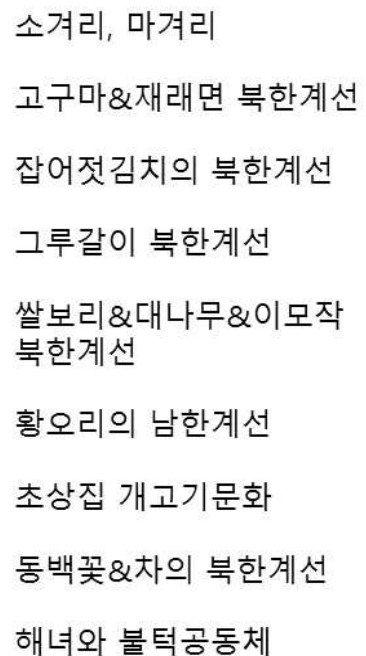 소겨리, 마겨리
고구마&재래면 북한계선
잡어젓김치의 북한계선
그루갈이 북한계선
쌀보리&대나무&이모작
북한계선
황오리의 남한계선
초상집 개고기문화
동백꽃&차의 북한계선
해녀와 불턱공동체